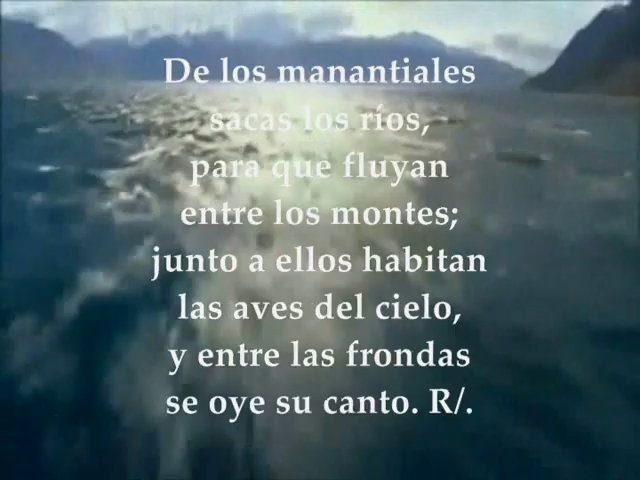 De los manantiales
sacas los ríos,
para que fluyan
entre los montes;
junto a ellos habitan
las aves del cielo,
y entre las frondas
se oye su canto. R/.